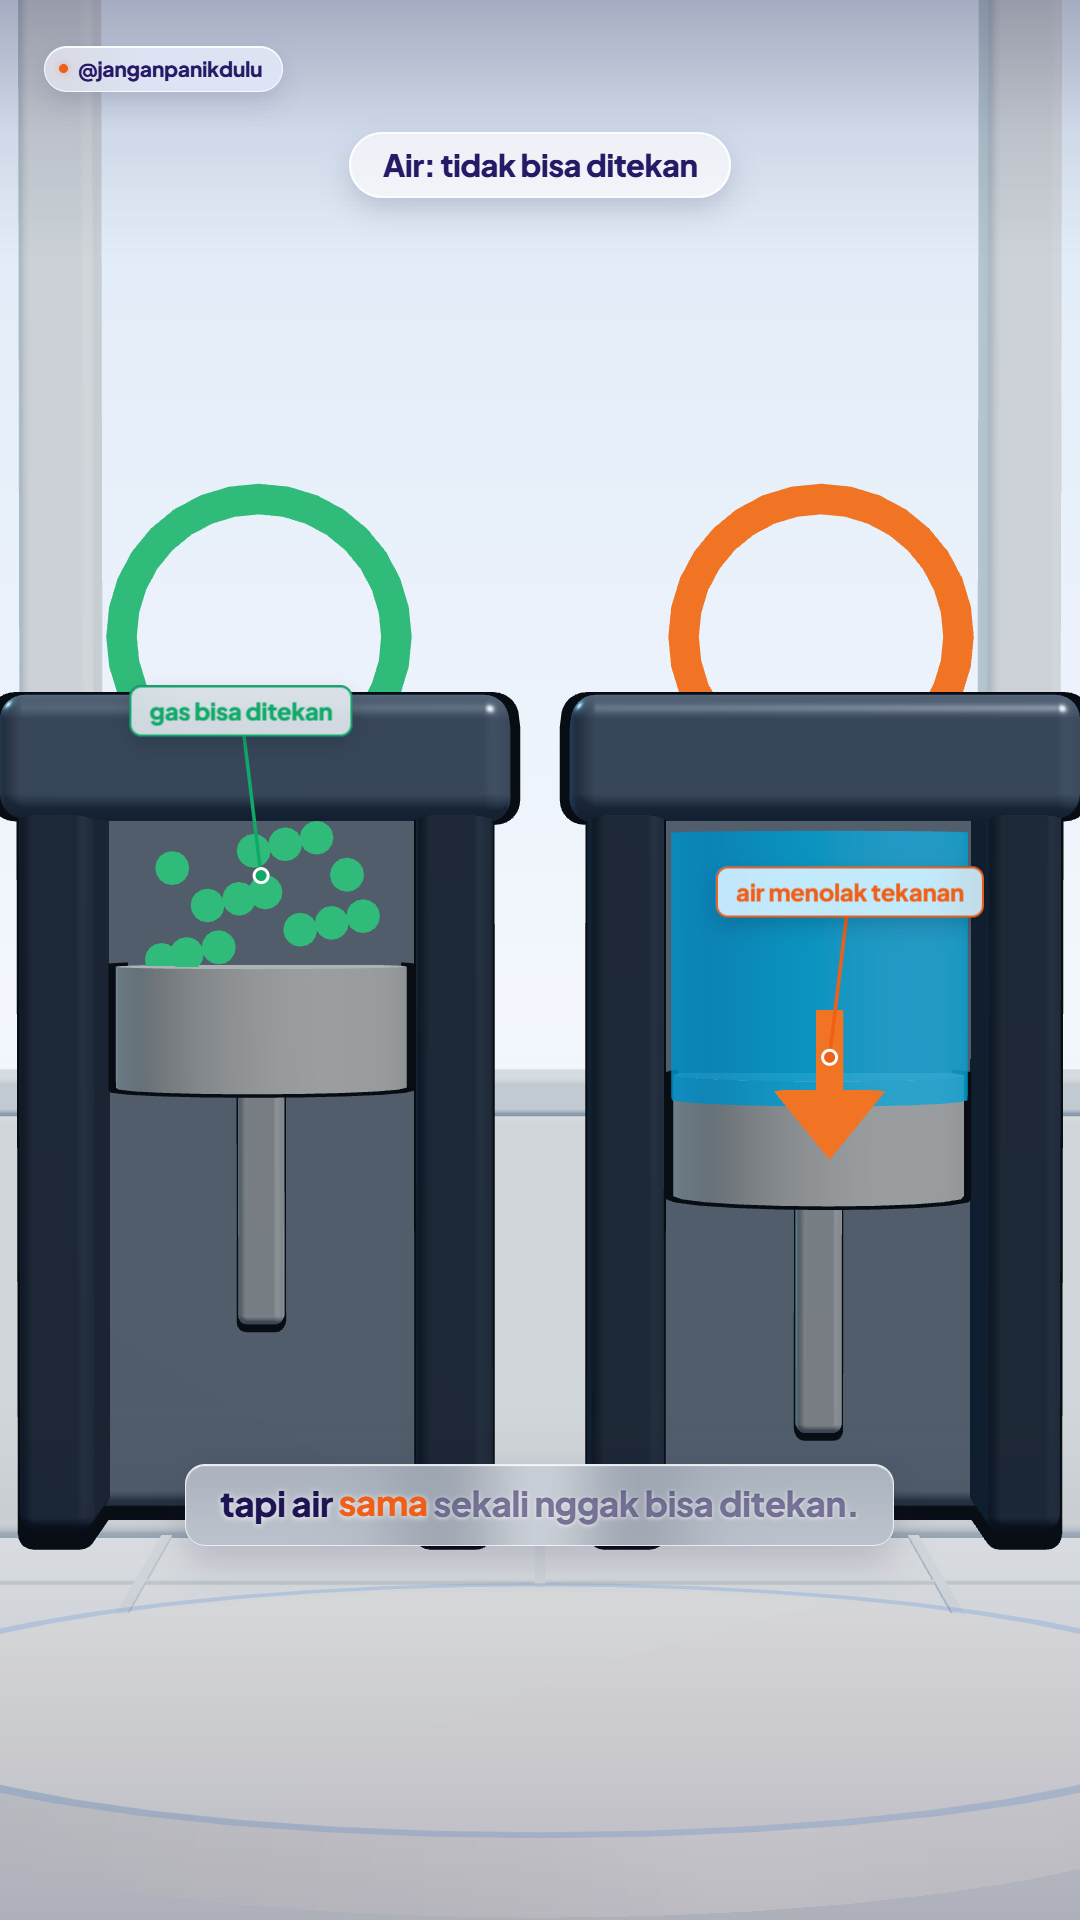 @janganpanikdulu
Air: tidak bisa ditekan
gas bisa ditekan
air menolak tekanan
tapi air sama sekali nggak bisa ditekan.